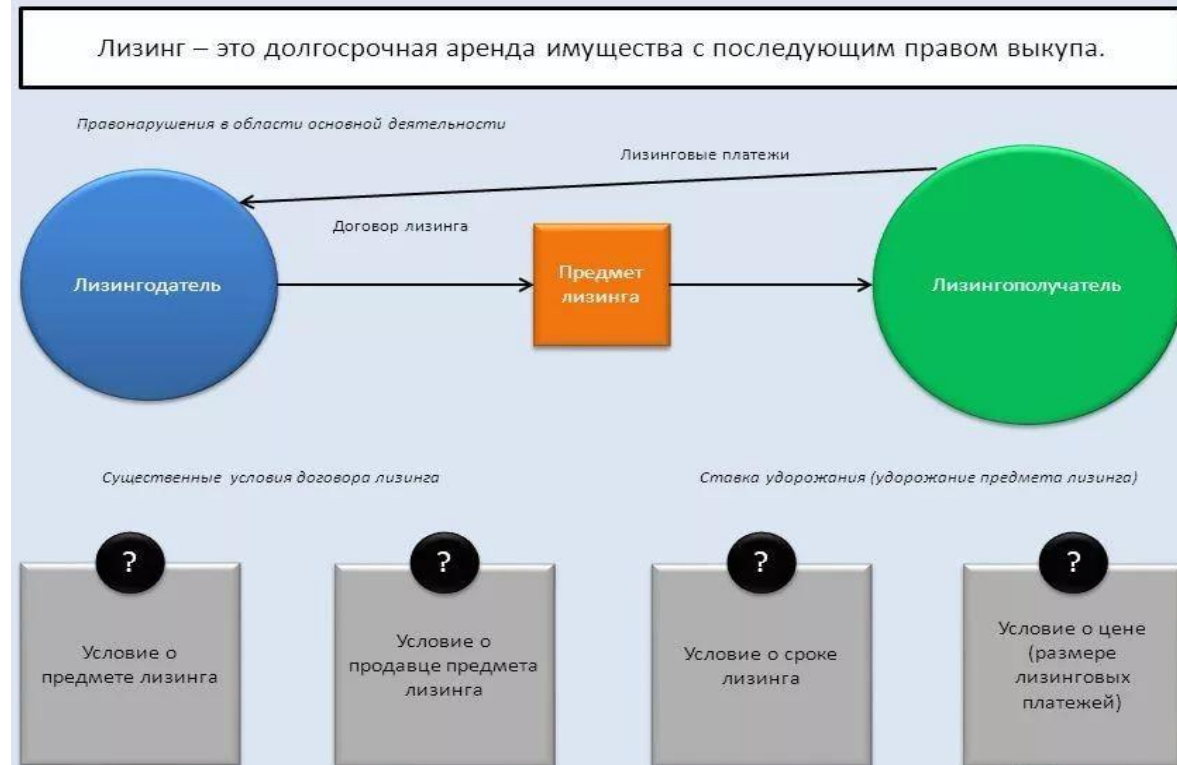 Лизинг – это долгосрочная аренда имущества с последующим правом выкупа.
Правонарушения в области основной деятельности
Лизинговые платежи
Договор лизинга
Лизингодатель
Предмет
лизинга
Лизингополучатель
Существенные условия договора лизинга
Ставка удорожания (удорожание предмета лизинга)
?
?
?
?
Условие о
предмете лизинга
Условие о
продавце предмета
лизинга
Условие о сроке
лизинга
Условие о цене
(размере
лизинговых
платежей)